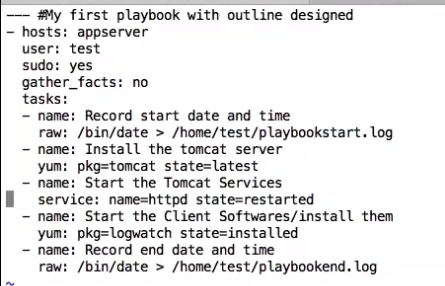 --- #My first playbook with outline designed
- hosts: appserver
  user: test
  sudo: yes
  gather_facts: no
  tasks:
  - name: Record start date and time
    raw: /bin/date > /home/test/playbookstart.log
  - name: Install the tomcat server
    yum: pkg=tomcat state=latest
  - name: Start the Tomcat Services
    service: name=httpd state=restarted
  - name: Start the Client Softwares/install them
    yum: pkg=logwatch state=installed
  - name: Record end date and time
    raw: /bin/date > /home/test/playbookend.log
~